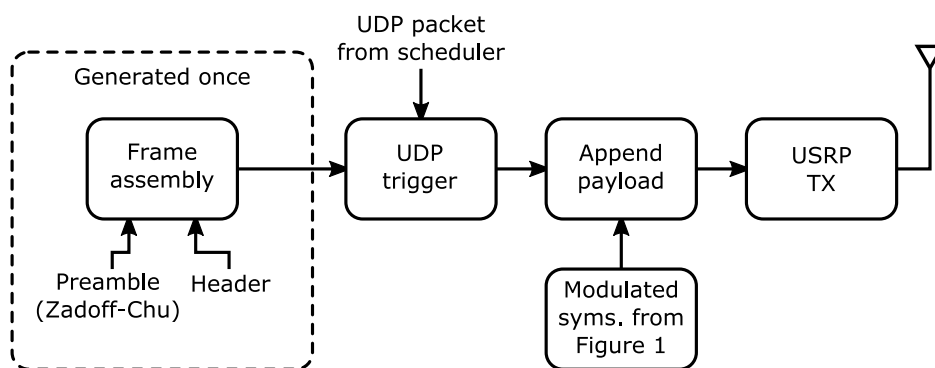 UDP packet
from scheduler
Generated once
Frame
assembly
UDP
trigger
Append
payload
USRP
TX
Preamble
(Zadoff-Chu)
Header
Modulated
syms. from
Figure 1